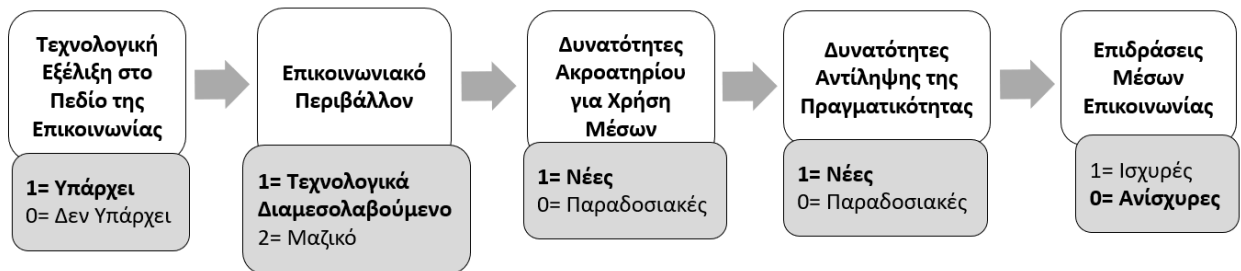 Τεχνολογική
Εξέλιξη στο
Πεδίο της
Επικοινωνίας
1= Υπάρχει
0= Δεν Υπάρχει
Επικοινωνιακό
Περιβάλλον
1= Τεχνολογικά
Διαμεσολαβούμενο
2= Μαζικό
Δυνατότητες
Ακροατηρίου
για Χρήση
Μέσων
1= Νέες
0= Παραδοσιακές
Δυνατότητες
Αντίληψης της
Πραγματικότητας
1= Νέες
0= Παραδοσιακές
Επιδράσεις
Μέσων
Επικοινωνίας
1= Ισχυρές
0= Ανίσχυρες